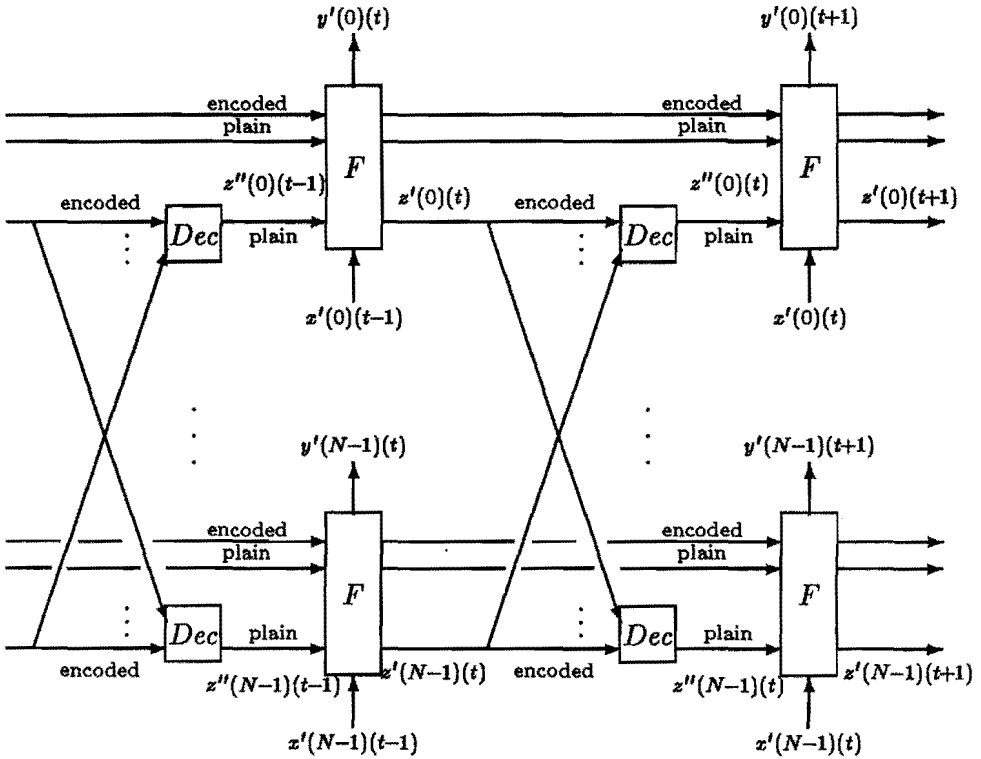 y′(0)(t) y′(0)(t+1)
encoded encoded
plain plain
F F
z″(0)(t−1) z″(0)(t)
encoded z′(0)(t) encoded z′(0)(t+1)
Dec Dec
plain plain
x′(0)(t−1) x′(0)(t)
y′(N−1)(t) y′(N−1)(t+1)
encoded encoded
plain plain
F F
Dec plain Dec plain
encoded z′(N−1)(t) encoded z′(N−1)(t+1)
z″(N−1)(t−1) z″(N−1)(t)
x′(N−1)(t−1) x′(N−1)(t)